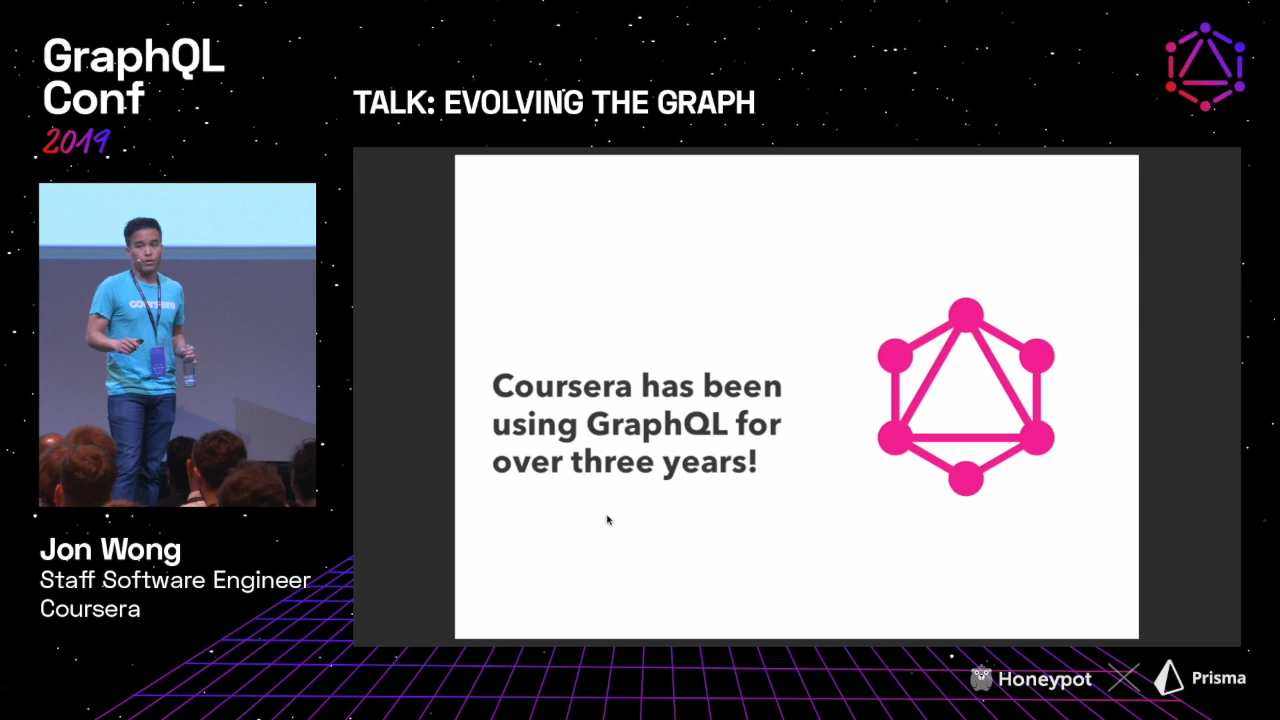 GraphQL
Conf
2019
TALK: EVOLVING THE GRAPH
coursera
Coursera has been
using GraphQL for
over three years!
Jon Wong
Staff Software Engineer
Coursera
Honeypot
Prisma